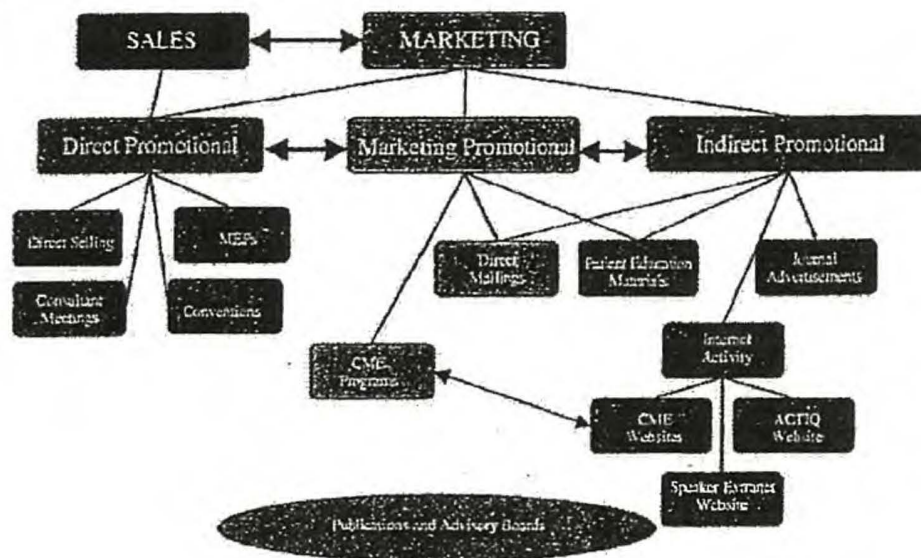 SALES
MARKETING
Direct Promotional
Marketing Promotional
Indirect Promotional
Direct Selling
MEPs
Direct
Mailings
Patient Education
Materials
Journal
Advertisements
Consultant
Meetings
Conventions
Internet
Activity
CME
Programs
CME
Websites
ACTIQ
Website
Speaker Extranet
Website
Publications and Advisory Boards